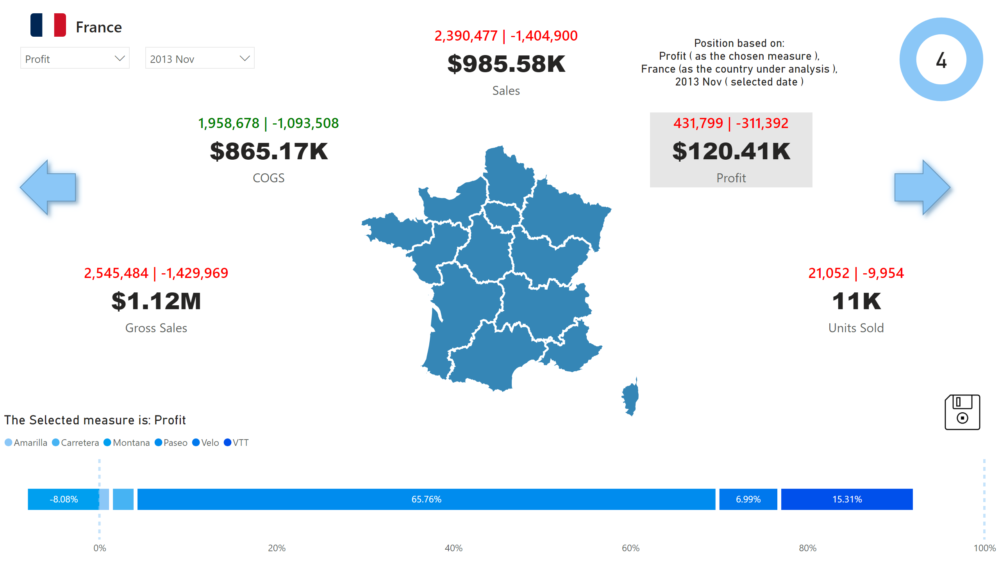 France
Profit
2013 Nov
2,390,477 | -1,404,900
$985.58K
Sales
Position based on:
Profit ( as the chosen measure ),
France (as the country under analysis ),
2013 Nov ( selected date )
4
1,958,678 | -1,093,508
$865.17K
COGS
431,799 | -311,392
$120.41K
Profit
2,545,484 | -1,429,969
$1.12M
Gross Sales
21,052 | -9,954
11K
Units Sold
The Selected measure is: Profit
Amarilla Carretera Montana Paseo Velo VTT
-8.08% 65.76% 6.99% 15.31%
0% 20% 40% 60% 80% 100%